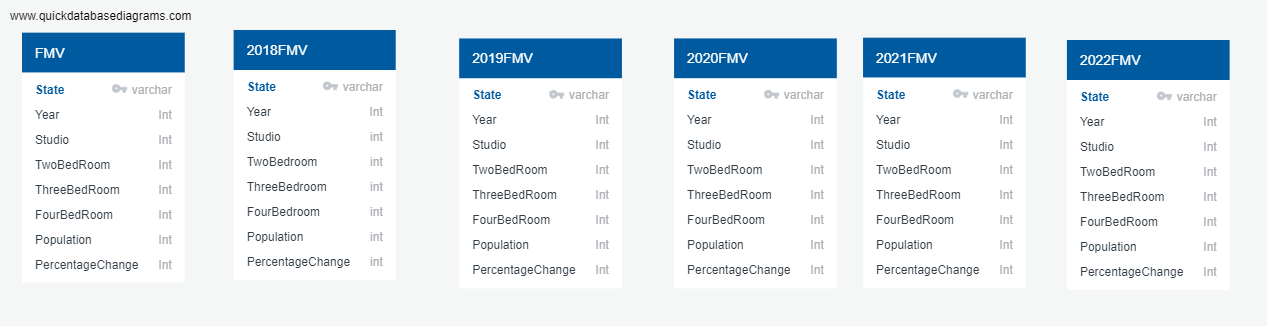 www.quickdatabasediagrams.com
FMV
State varchar
Year Int
Studio Int
TwoBedRoom Int
ThreeBedRoom Int
FourBedRoom Int
Population Int
PercentageChange Int
2018FMV
State varchar
Year Int
Studio int
TwoBedroom int
ThreeBedroom int
FourBedroom int
Population int
PercentageChange int
2019FMV
State varchar
Year Int
Studio Int
TwoBedRoom Int
ThreeBedRoom Int
FourBedRoom Int
Population Int
PercentageChange Int
2020FMV
State varchar
Year Int
Studio Int
TwoBedRoom Int
ThreeBedRoom Int
FourBedRoom Int
Population Int
PercentageChange Int
2021FMV
State varchar
Year Int
Studio Int
TwoBedRoom Int
ThreeBedRoom Int
FourBedRoom Int
Population Int
PercentageChange Int
2022FMV
State varchar
Year Int
Studio Int
TwoBedRoom Int
ThreeBedRoom Int
FourBedRoom Int
Population Int
PercentageChange Int